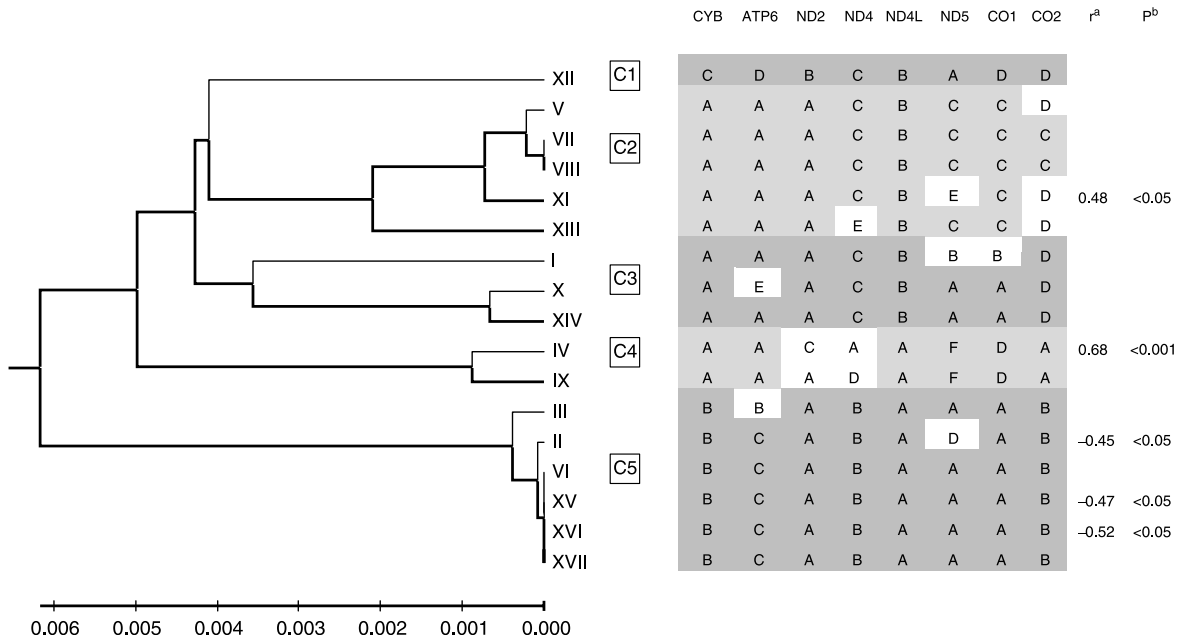 CYB ATP6 ND2 ND4 ND4L ND5 CO1 CO2 rᵃ Pᵇ
XII C1 C D B C B A D D
V A A A C B C C D
VII A A A C B C C C
C2
VIII A A A C B C C C
XI A A A C B E C D 0.48 <0.05
XIII A A A E B C C D
I A A A C B B B D
C3
X A E A C B A A D
XIV A A A C B A A D
IV C4 A A C A A F D A 0.68 <0.001
IX A A A D A F D A
III B B A B A A A B
II B C A B A D A B –0.45 <0.05
VI C5 B C A B A A A B
XV B C A B A A A B –0.47 <0.05
XVI B C A B A A A B –0.52 <0.05
XVII B C A B A A A B
0.006 0.005 0.004 0.003 0.002 0.001 0.000